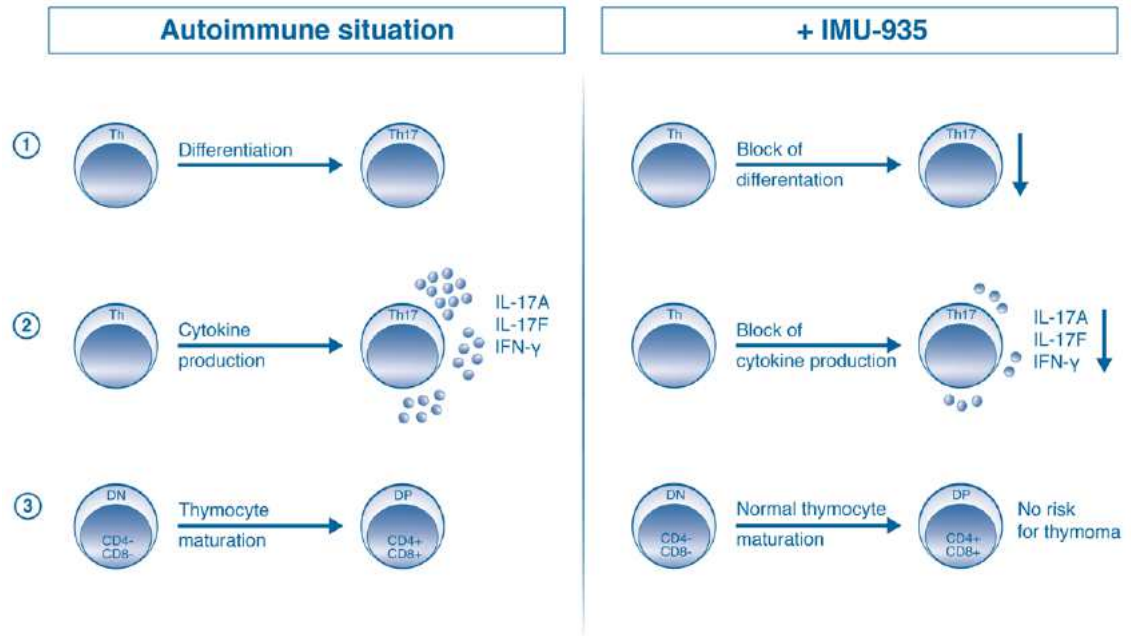 Autoimmune situation
+ IMU-935
1
Th
Differentiation
Th17
Th
Block of
differentation
Th17
2
Th
Cytokine
production
Th17
IL-17A
IL-17F
IFN-γ
Th
Block of
cytokine production
Th17
IL-17A
IL-17F
IFN-γ
3
DN
CD4-
CD8-
Thymocyte
maturation
DP
CD4+
CD8+
DN
CD4-
CD8-
Normal thymocyte
maturation
DP
CD4+
CD8+
No risk
for thymoma